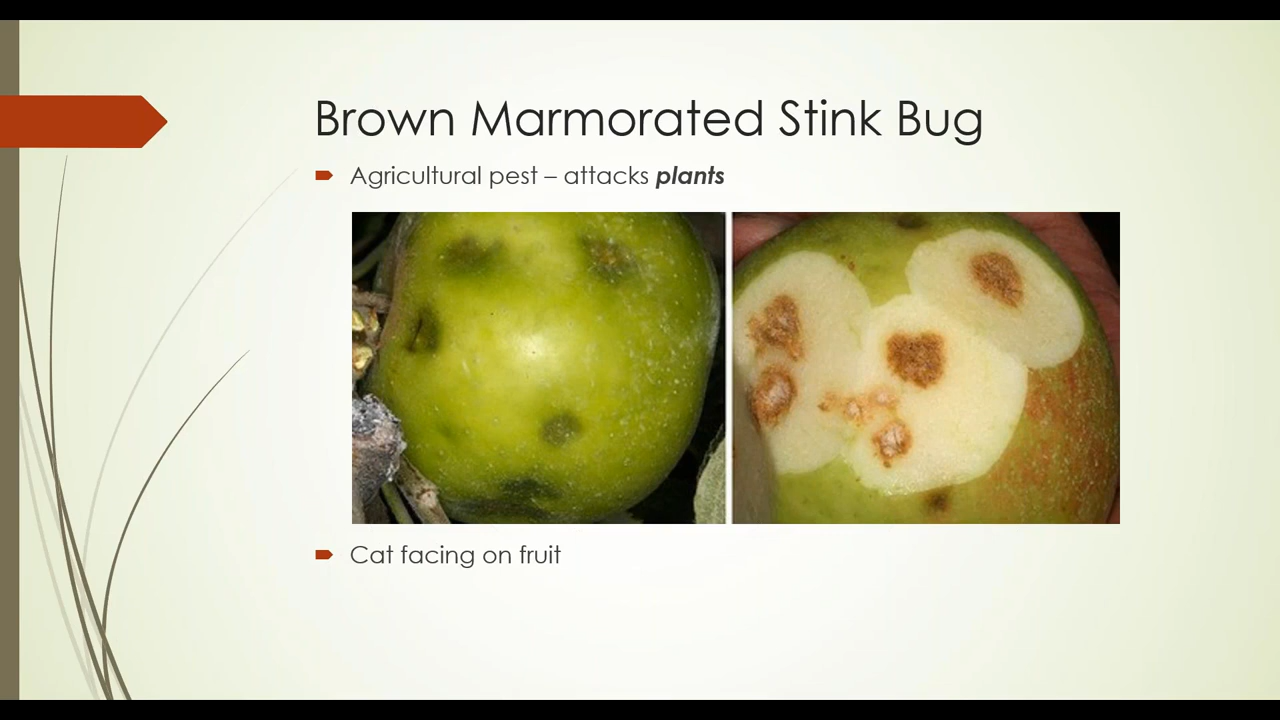 Brown Marmorated Stink Bug
Agricultural pest – attacks plants
Cat facing on fruit